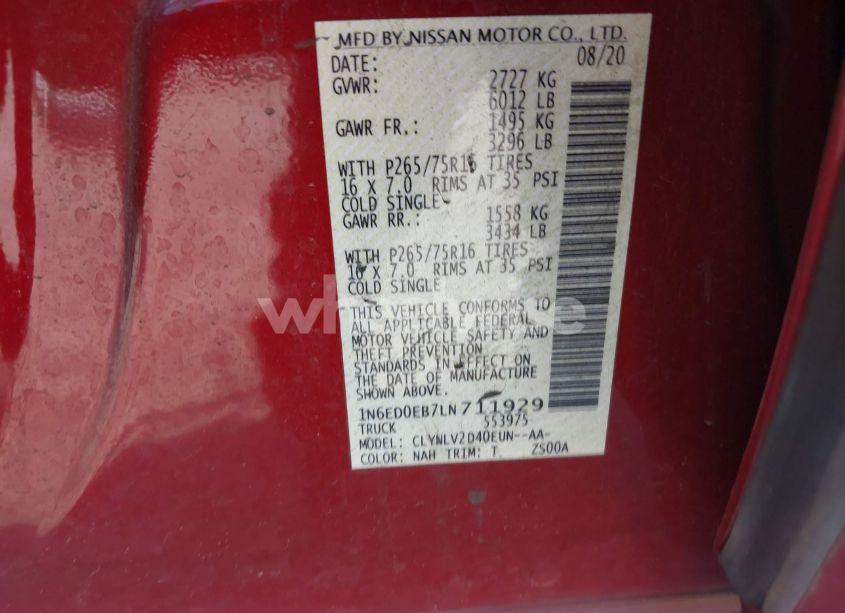 MFD BY NISSAN MOTOR CO., LTD.
DATE: 08/20
GVWR: 2727 KG
6012 LB
GAWR FR.: 1495 KG
3296 LB
WITH P265/75R16 TIRES
16 X 7.0 RIMS AT 35 PSI
COLD SINGLE
GAWR RR.: 1558 KG
3434 LB
WITH P265/75R16 TIRES
16 X 7.0 RIMS AT 35 PSI
COLD SINGLE
THIS VEHICLE CONFORMS TO
ALL APPLICABLE FEDERAL
MOTOR VEHICLE SAFETY AND
THEFT PREVENTION
STANDARDS IN EFFECT ON
THE DATE OF MANUFACTURE
SHOWN ABOVE.
1N6ED0EB7LN711929
TRUCK 553975
MODEL: CLYNLV2D40EUN--AA-
COLOR: NAH TRIM: T ZS00A